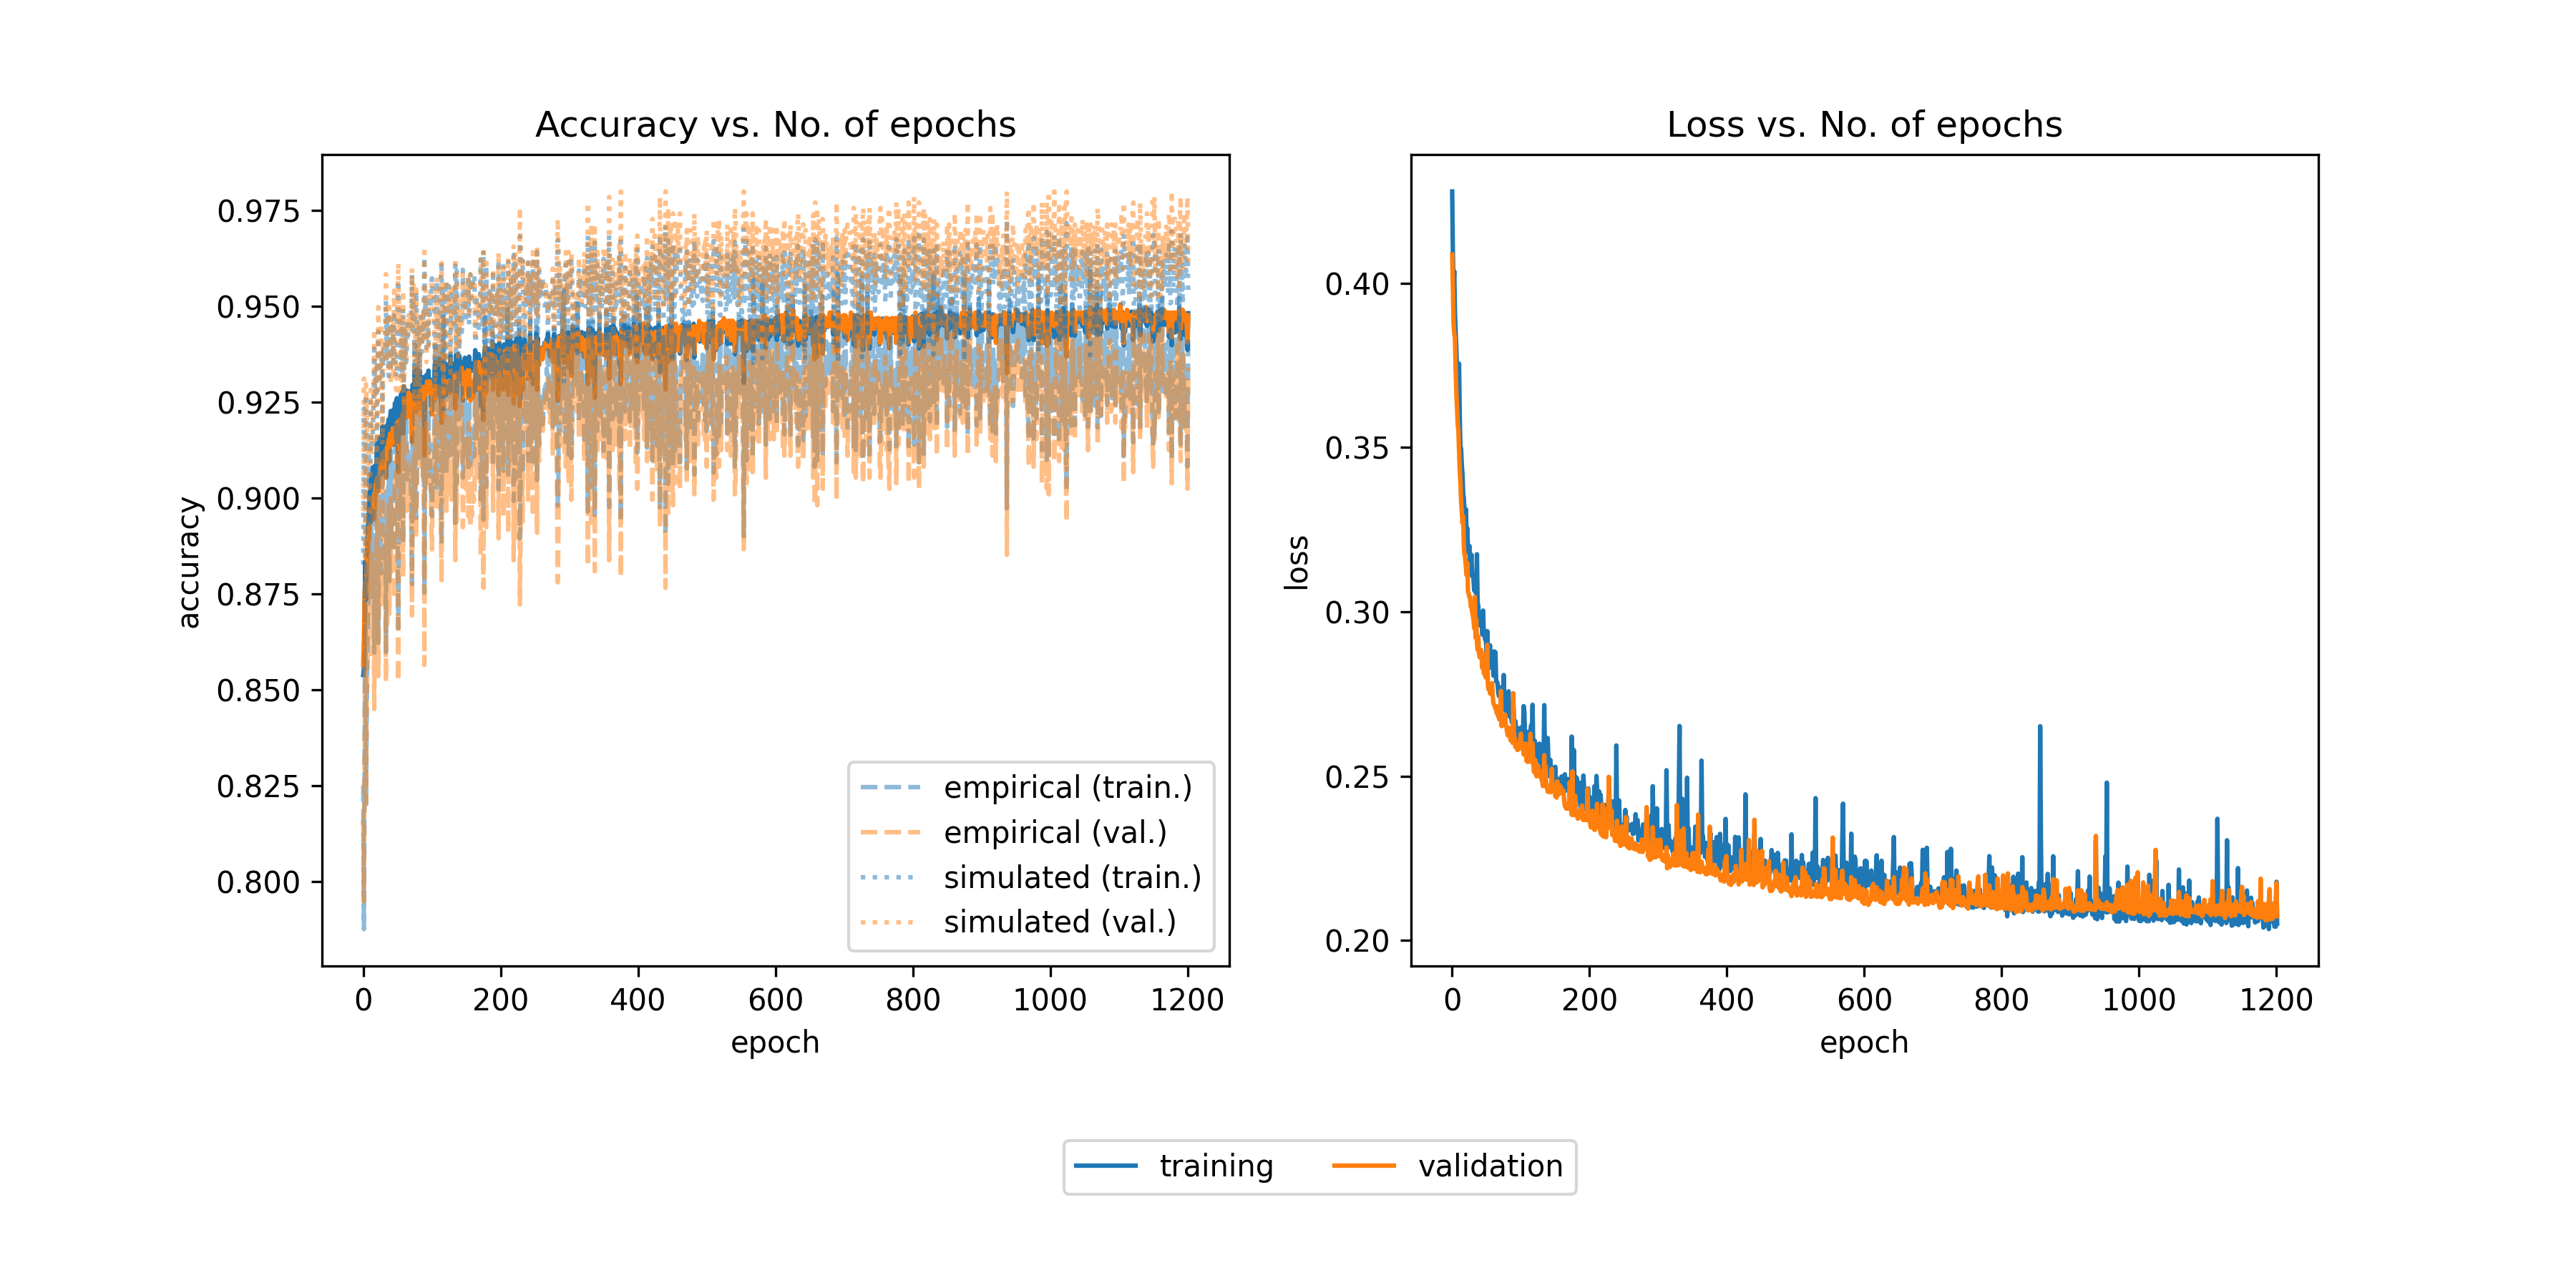 Accuracy vs. No. of epochs
0.975
0.950
0.925
0.900
0.875
0.850
0.825
0.800
accuracy
0 200 400 600 800 1000 1200
epoch
empirical (train.)
empirical (val.)
simulated (train.)
simulated (val.)
Loss vs. No. of epochs
0.40
0.35
0.30
0.25
0.20
loss
0 200 400 600 800 1000 1200
epoch
training validation